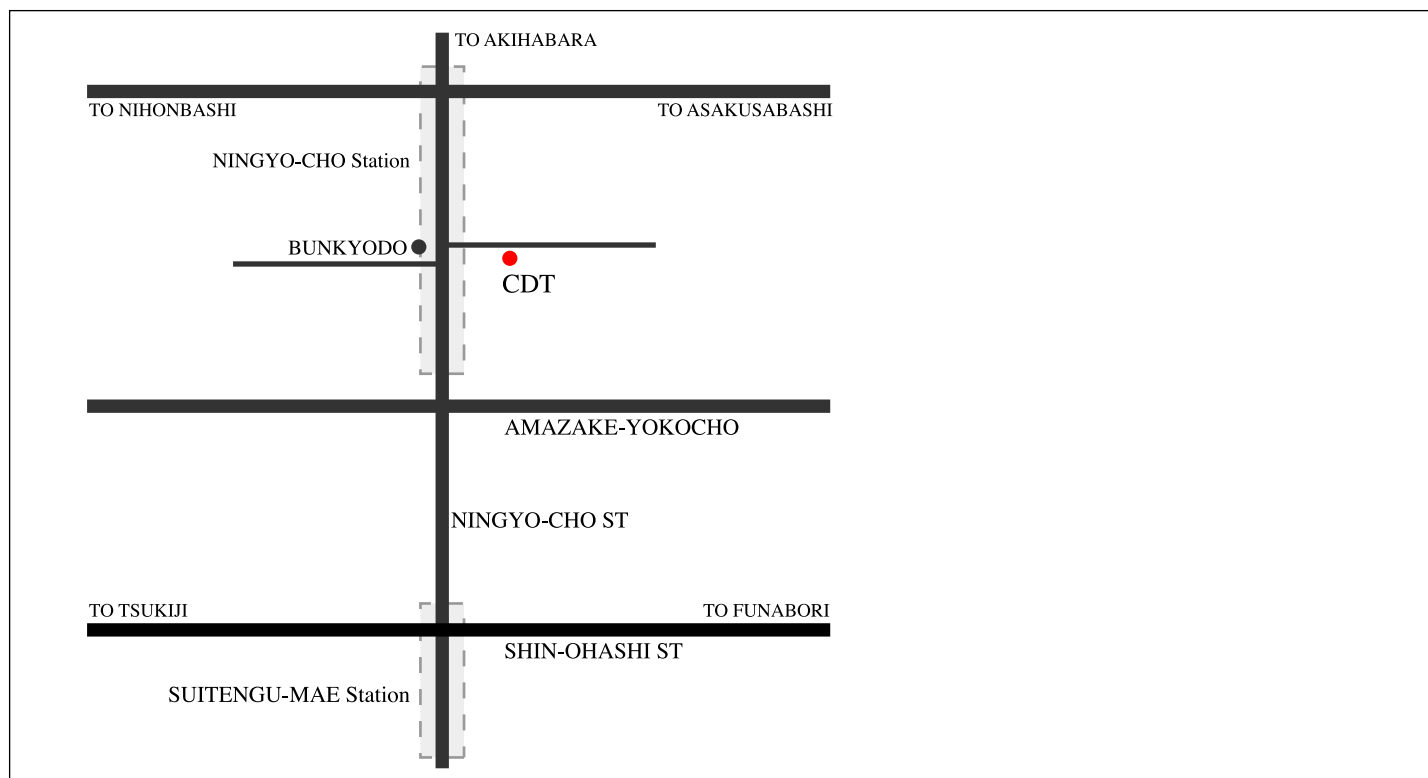 TO AKIHABARA
TO NIHONBASHI
TO ASAKUSABASHI
NINGYO-CHO Station
BUNKYODO
CDT
AMAZAKE-YOKOCHO
NINGYO-CHO ST
TO TSUKIJI
TO FUNABORI
SHIN-OHASHI ST
SUITENGU-MAE Station